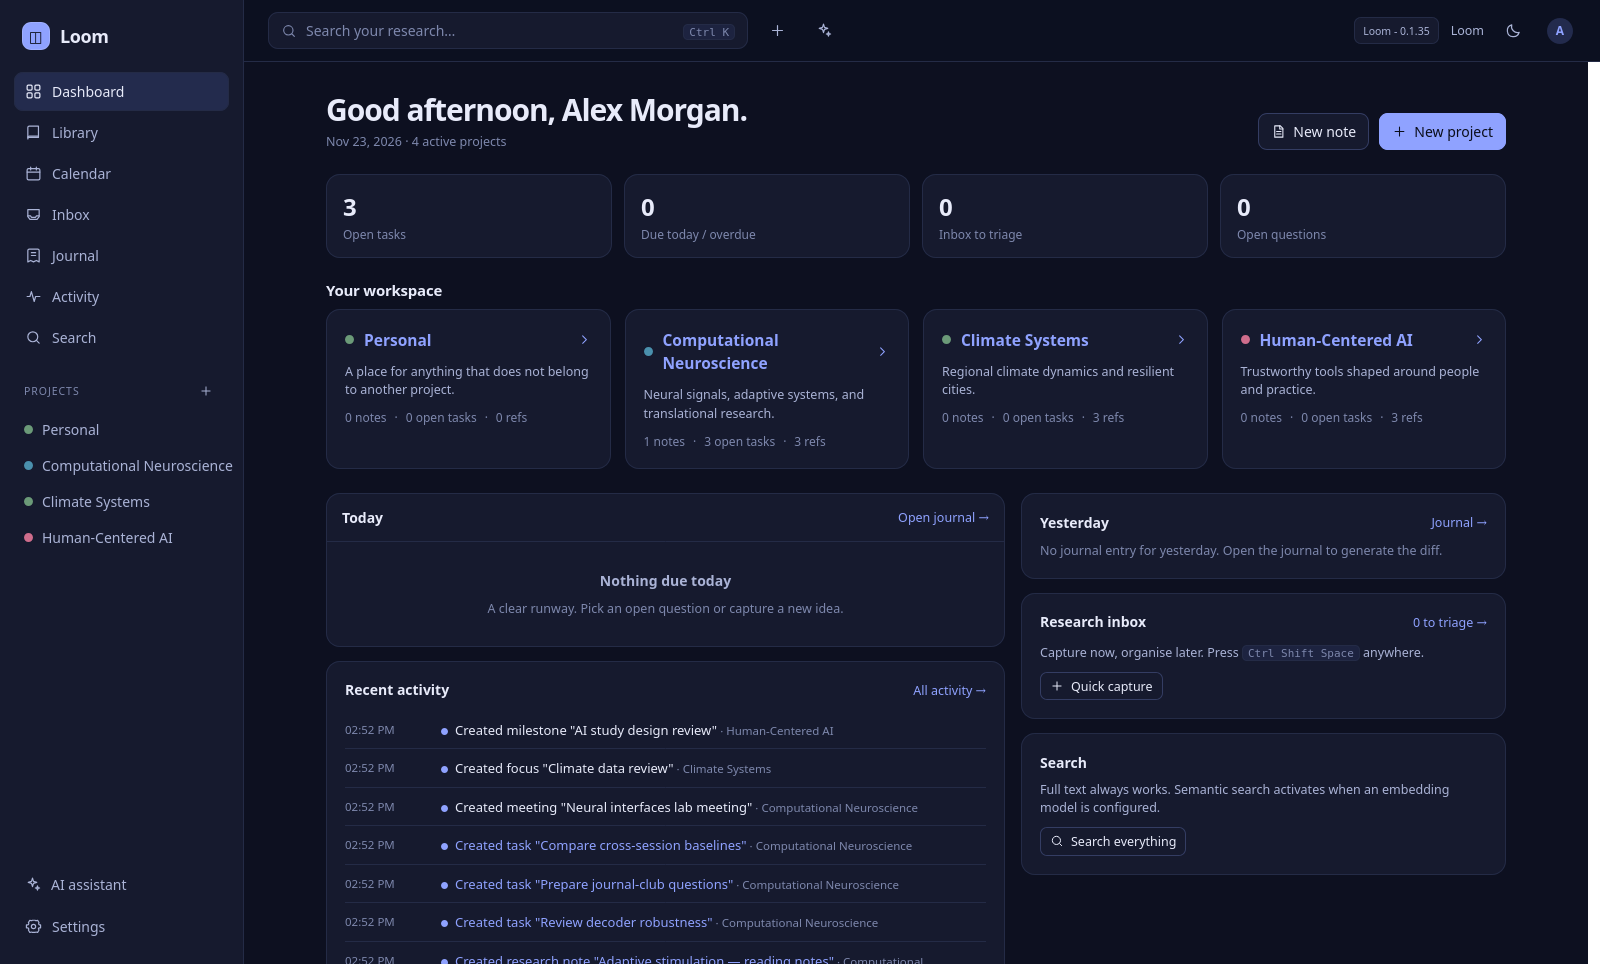 Loom
Dashboard
Library
Calendar
Inbox
Journal
Activity
Search
PROJECTS
Personal
Computational Neuroscience
Climate Systems
Human-Centered AI
AI assistant
Settings
Search your research... Ctrl K
Loom - 0.1.35 Loom A
Good afternoon, Alex Morgan.
Nov 23, 2026 · 4 active projects
New note New project
3
Open tasks
0
Due today / overdue
0
Inbox to triage
0
Open questions
Your workspace
Personal
A place for anything that does not belong
to another project.
0 notes · 0 open tasks · 0 refs
Computational
Neuroscience
Neural signals, adaptive systems, and
translational research.
1 notes · 3 open tasks · 3 refs
Climate Systems
Regional climate dynamics and resilient
cities.
0 notes · 0 open tasks · 3 refs
Human-Centered AI
Trustworthy tools shaped around people
and practice.
0 notes · 0 open tasks · 3 refs
Today Open journal →
Nothing due today
A clear runway. Pick an open question or capture a new idea.
Recent activity All activity →
02:52 PM Created milestone "AI study design review" · Human-Centered AI
02:52 PM Created focus "Climate data review" · Climate Systems
02:52 PM Created meeting "Neural interfaces lab meeting" · Computational Neuroscience
02:52 PM Created task "Compare cross-session baselines" · Computational Neuroscience
02:52 PM Created task "Prepare journal-club questions" · Computational Neuroscience
02:52 PM Created task "Review decoder robustness" · Computational Neuroscience
02:52 PM Created research note "Adaptive stimulation — reading notes" · Computational
Yesterday Journal →
No journal entry for yesterday. Open the journal to generate the diff.
Research inbox 0 to triage →
Capture now, organise later. Press Ctrl Shift Space anywhere.
Quick capture
Search
Full text always works. Semantic search activates when an embedding
model is configured.
Search everything